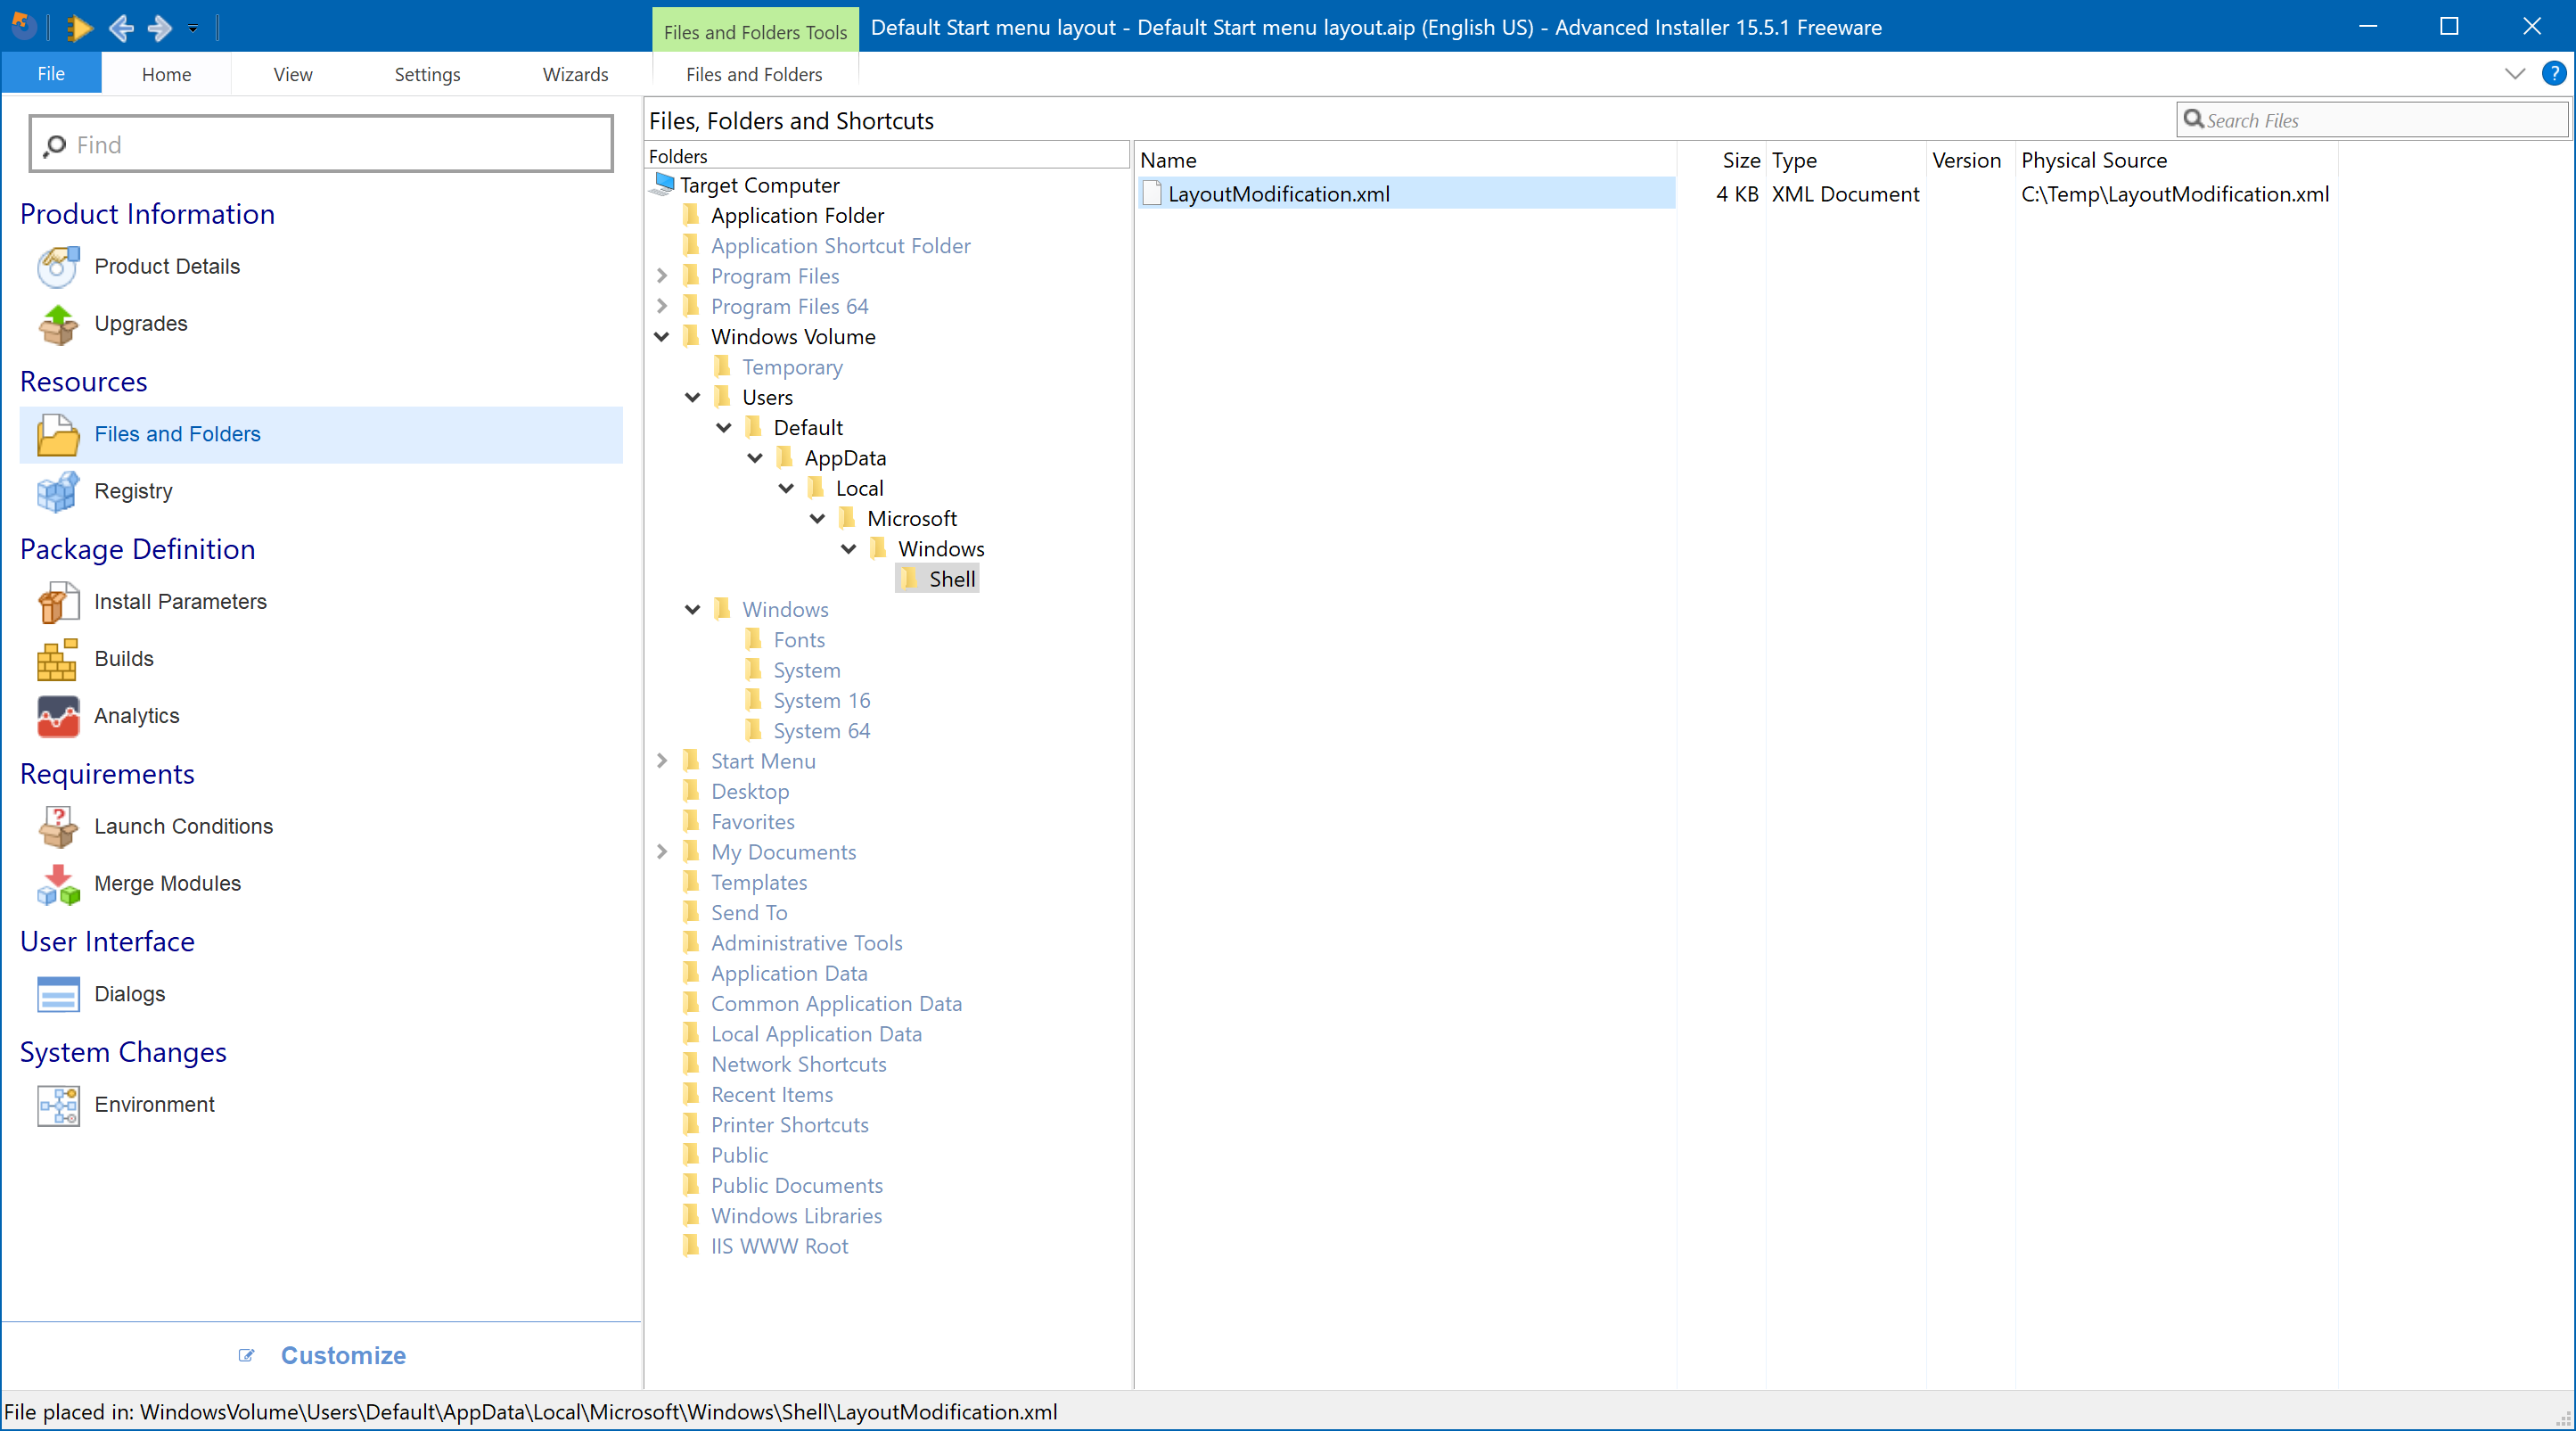 Files and Folders Tools
Default Start menu layout - Default Start menu layout.aip (English US) - Advanced Installer 15.5.1 Freeware
File
Home
View
Settings
Wizards
Files and Folders
?
Find
Product Information
Product Details
Upgrades
Resources
Files and Folders
Registry
Package Definition
Install Parameters
Builds
Analytics
Requirements
Launch Conditions
Merge Modules
User Interface
Dialogs
System Changes
Environment
Customize
Files, Folders and Shortcuts
Search Files
Folders
Target Computer
Application Folder
Application Shortcut Folder
Program Files
Program Files 64
Windows Volume
Temporary
Users
Default
AppData
Local
Microsoft
Windows
Shell
Windows
Fonts
System
System 16
System 64
Start Menu
Desktop
Favorites
My Documents
Templates
Send To
Administrative Tools
Application Data
Common Application Data
Local Application Data
Network Shortcuts
Recent Items
Printer Shortcuts
Public
Public Documents
Windows Libraries
IIS WWW Root
Name Size Type Version Physical Source
LayoutModification.xml 4 KB XML Document C:\Temp\LayoutModification.xml
File placed in: WindowsVolume\Users\Default\AppData\Local\Microsoft\Windows\Shell\LayoutModification.xml